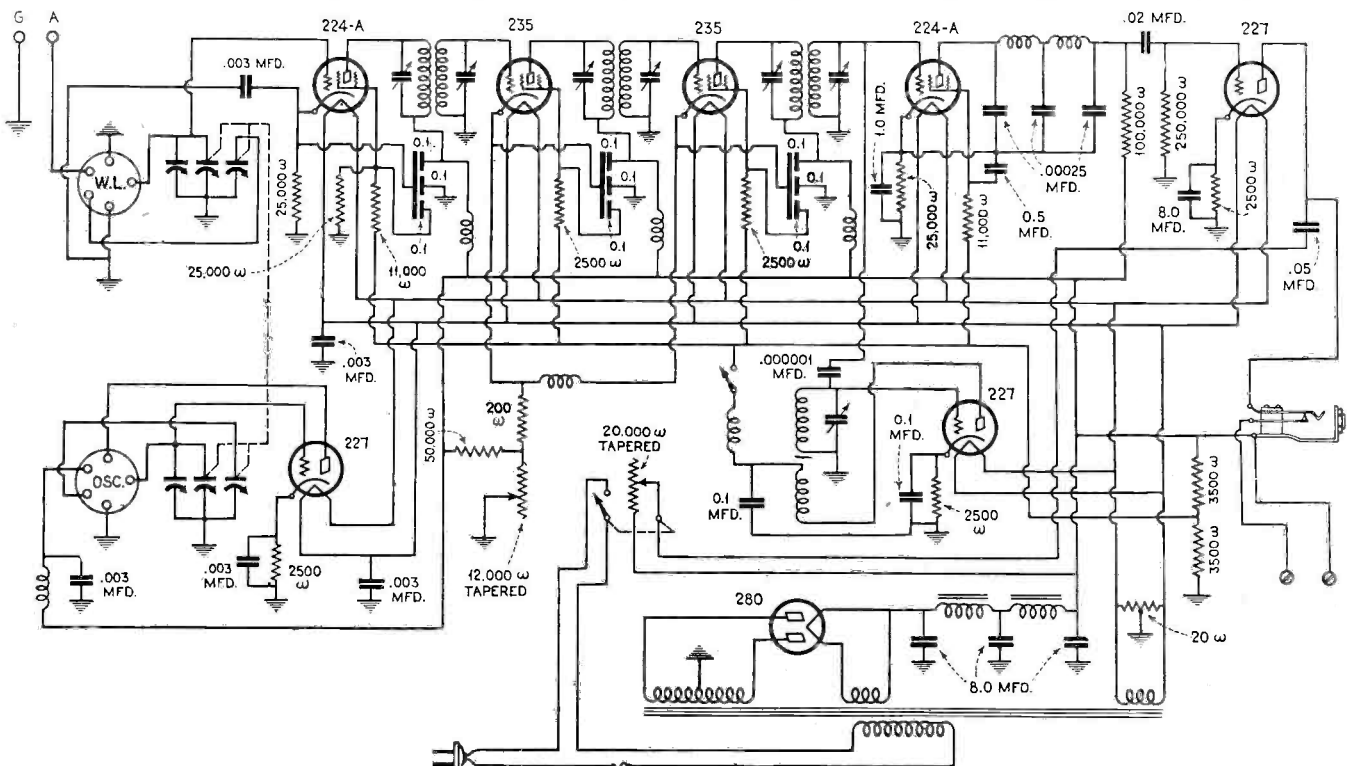 G A
224-A
235
235
224-A
.02 MFD.
227
.003 MFD.
W.L.
25,000 ω
25,000 ω
11,000
ω
0.1
0.1
0.1
0.1
0.1
0.1
2500 ω
0.1
0.1
0.1
2500 ω
1.0 MFD.
25,000 ω
11,000 ω
0.5
MFD.
.00025
MFD.
100,000 ω
250,000 ω
8.0
MFD.
2500
ω
.05
MFD.
.003
MFD.
.000001
MFD.
227
OSC.
227
50,000 ω
200
ω
20,000 ω
TAPERED
0.1
MFD.
0.1
MFD.
2500
ω
3500 ω
3500 ω
.003
MFD.
2500
ω
.003
MFD.
.003
MFD.
12,000 ω
TAPERED
280
8.0 MFD.
20 ω